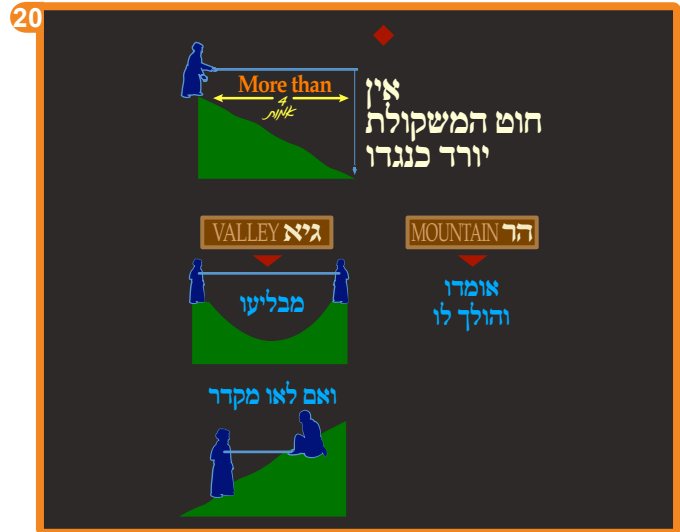 20
More than
4
אמות
אין
חוט המשקולת
יורד כנגדו
VALLEY גיא
MOUNTAIN הר
מבליעו
אומדו
והולך לו
ואם לאו מקדר